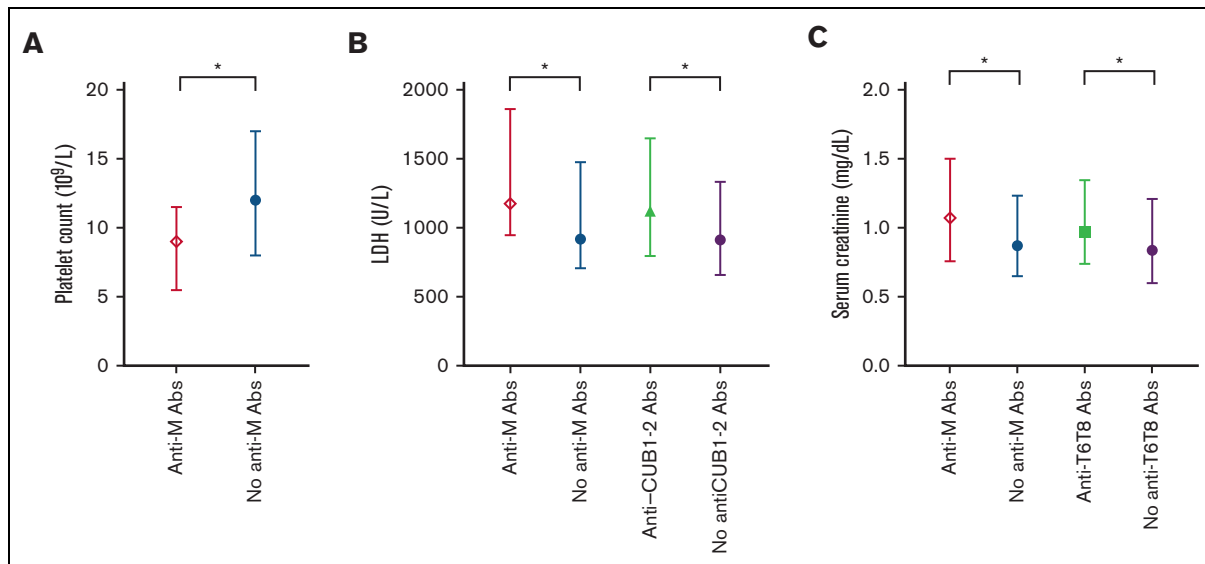 A
*
20
15
10
5
0
Platelet count (10⁹/L)
Anti-M Abs
No anti-M Abs
B
*
*
2000
1500
1000
500
0
LDH (U/L)
Anti-M Abs
No anti-M Abs
Anti–CUB1-2 Abs
No antiCUB1-2 Abs
C
*
*
2.0
1.5
1.0
0.5
0.0
Serum creatinine (mg/dL)
Anti-M Abs
No anti-M Abs
Anti-T6T8 Abs
No anti-T6T8 Abs